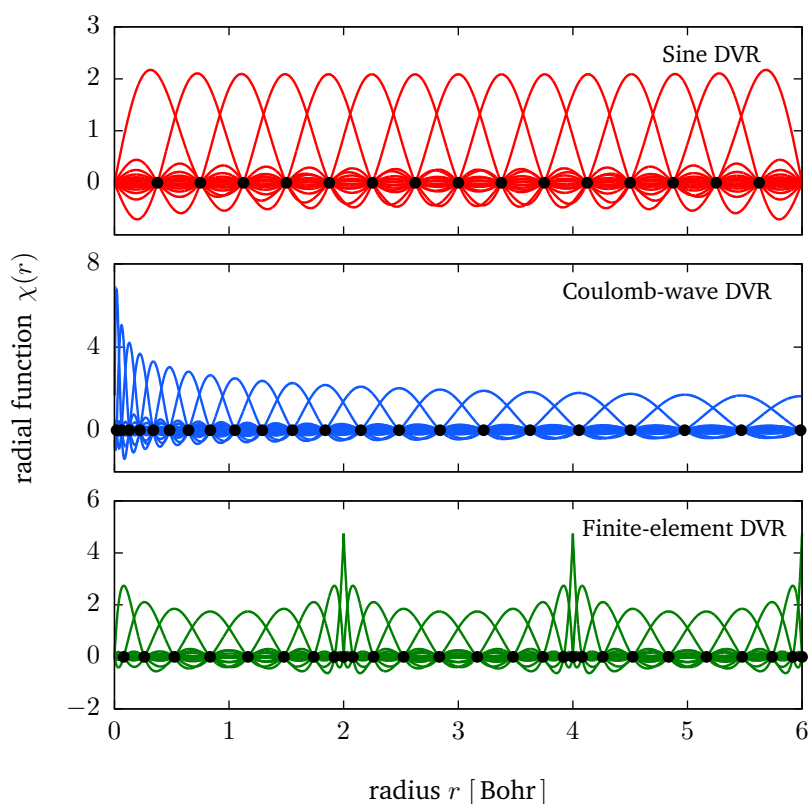 3
2
1
0
Sine DVR
8
4
0
Coulomb-wave DVR
radial function χ(r)
6
4
2
0
−2
Finite-element DVR
0 1 2 3 4 5 6
radius r [Bohr]